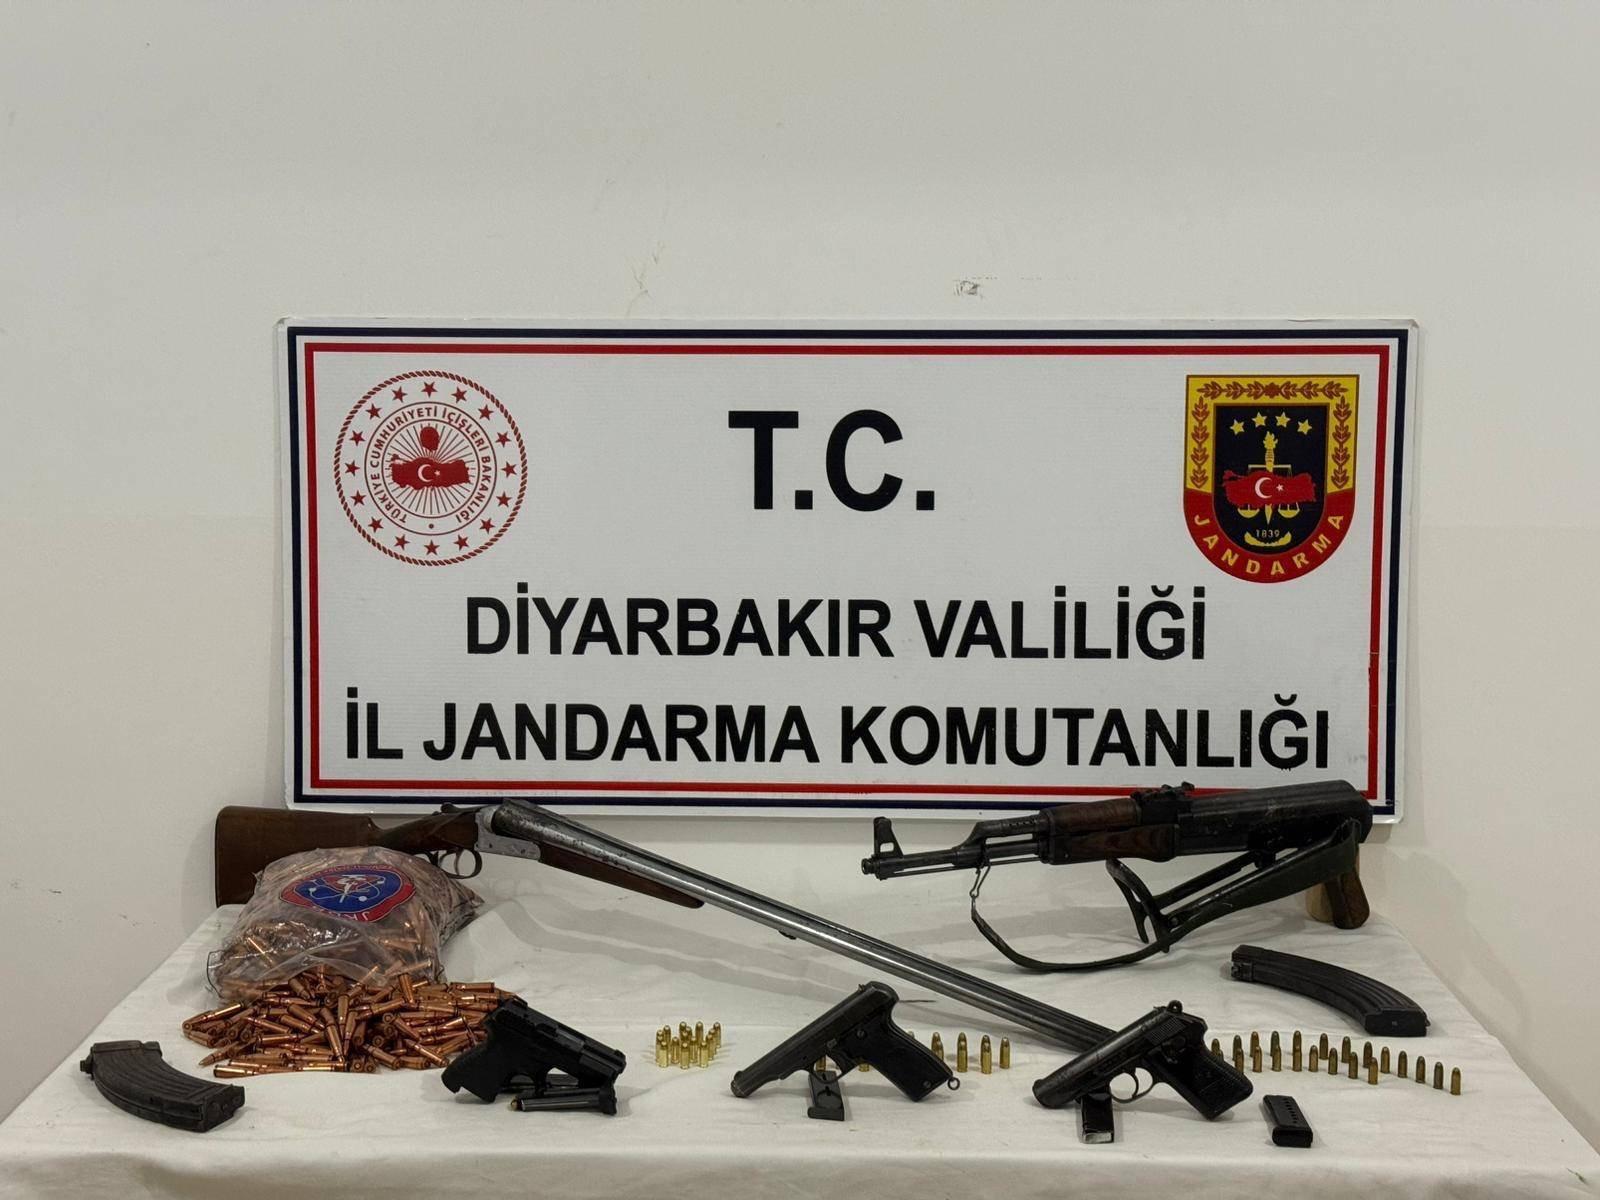 TÜRKİYE CUMHURİYETİ İÇİŞLERİ BAKANLIĞI
T.C.
1839
JANDARMA
DİYARBAKIR VALİLİĞİ
İL JANDARMA KOMUTANLIĞI